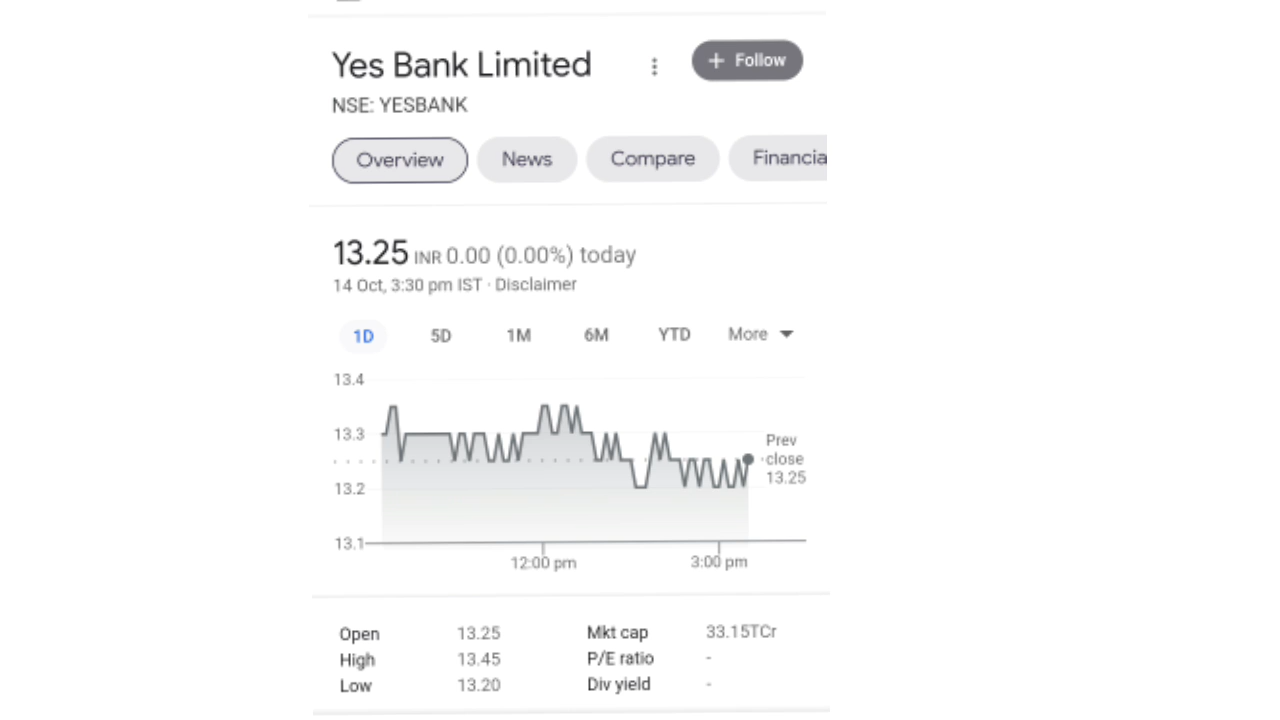 Yes Bank Limited
+ Follow
NSE: YESBANK
Overview News Compare Financia
13.25 INR 0.00 (0.00%) today
14 Oct, 3:30 pm IST · Disclaimer
1D 5D 1M 6M YTD More
13.4
13.3
13.2
13.1
Prev
close
13.25
12:00 pm 3:00 pm
Open 13.25 Mkt cap 33.15TCr
High 13.45 P/E ratio -
Low 13.20 Div yield -